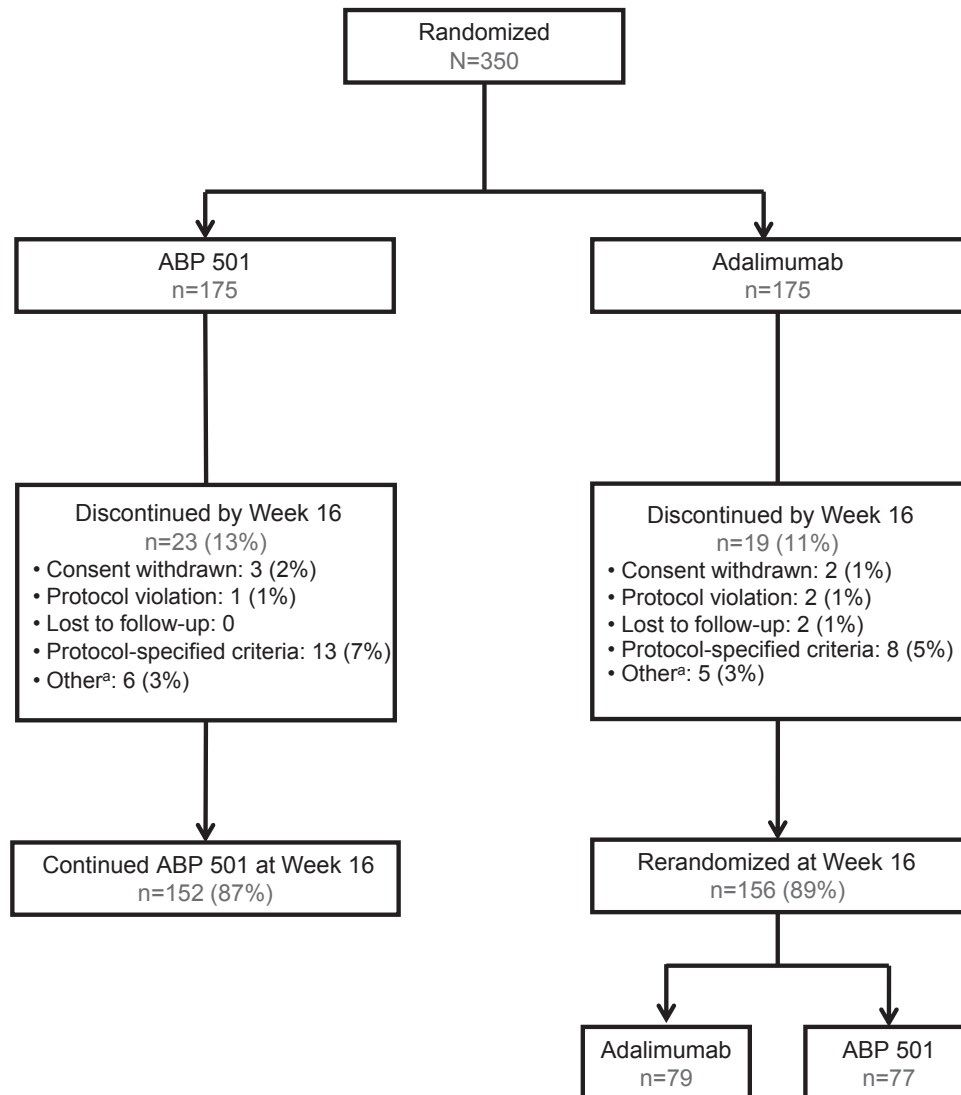 Randomized
N=350
ABP 501
n=175
Adalimumab
n=175
Discontinued by Week 16
n=23 (13%)
• Consent withdrawn: 3 (2%)
• Protocol violation: 1 (1%)
• Lost to follow-up: 0
• Protocol-specified criteria: 13 (7%)
• Otherᵃ: 6 (3%)
Discontinued by Week 16
n=19 (11%)
• Consent withdrawn: 2 (1%)
• Protocol violation: 2 (1%)
• Lost to follow-up: 2 (1%)
• Protocol-specified criteria: 8 (5%)
• Otherᵃ: 5 (3%)
Continued ABP 501 at Week 16
n=152 (87%)
Rerandomized at Week 16
n=156 (89%)
Adalimumab
n=79
ABP 501
n=77